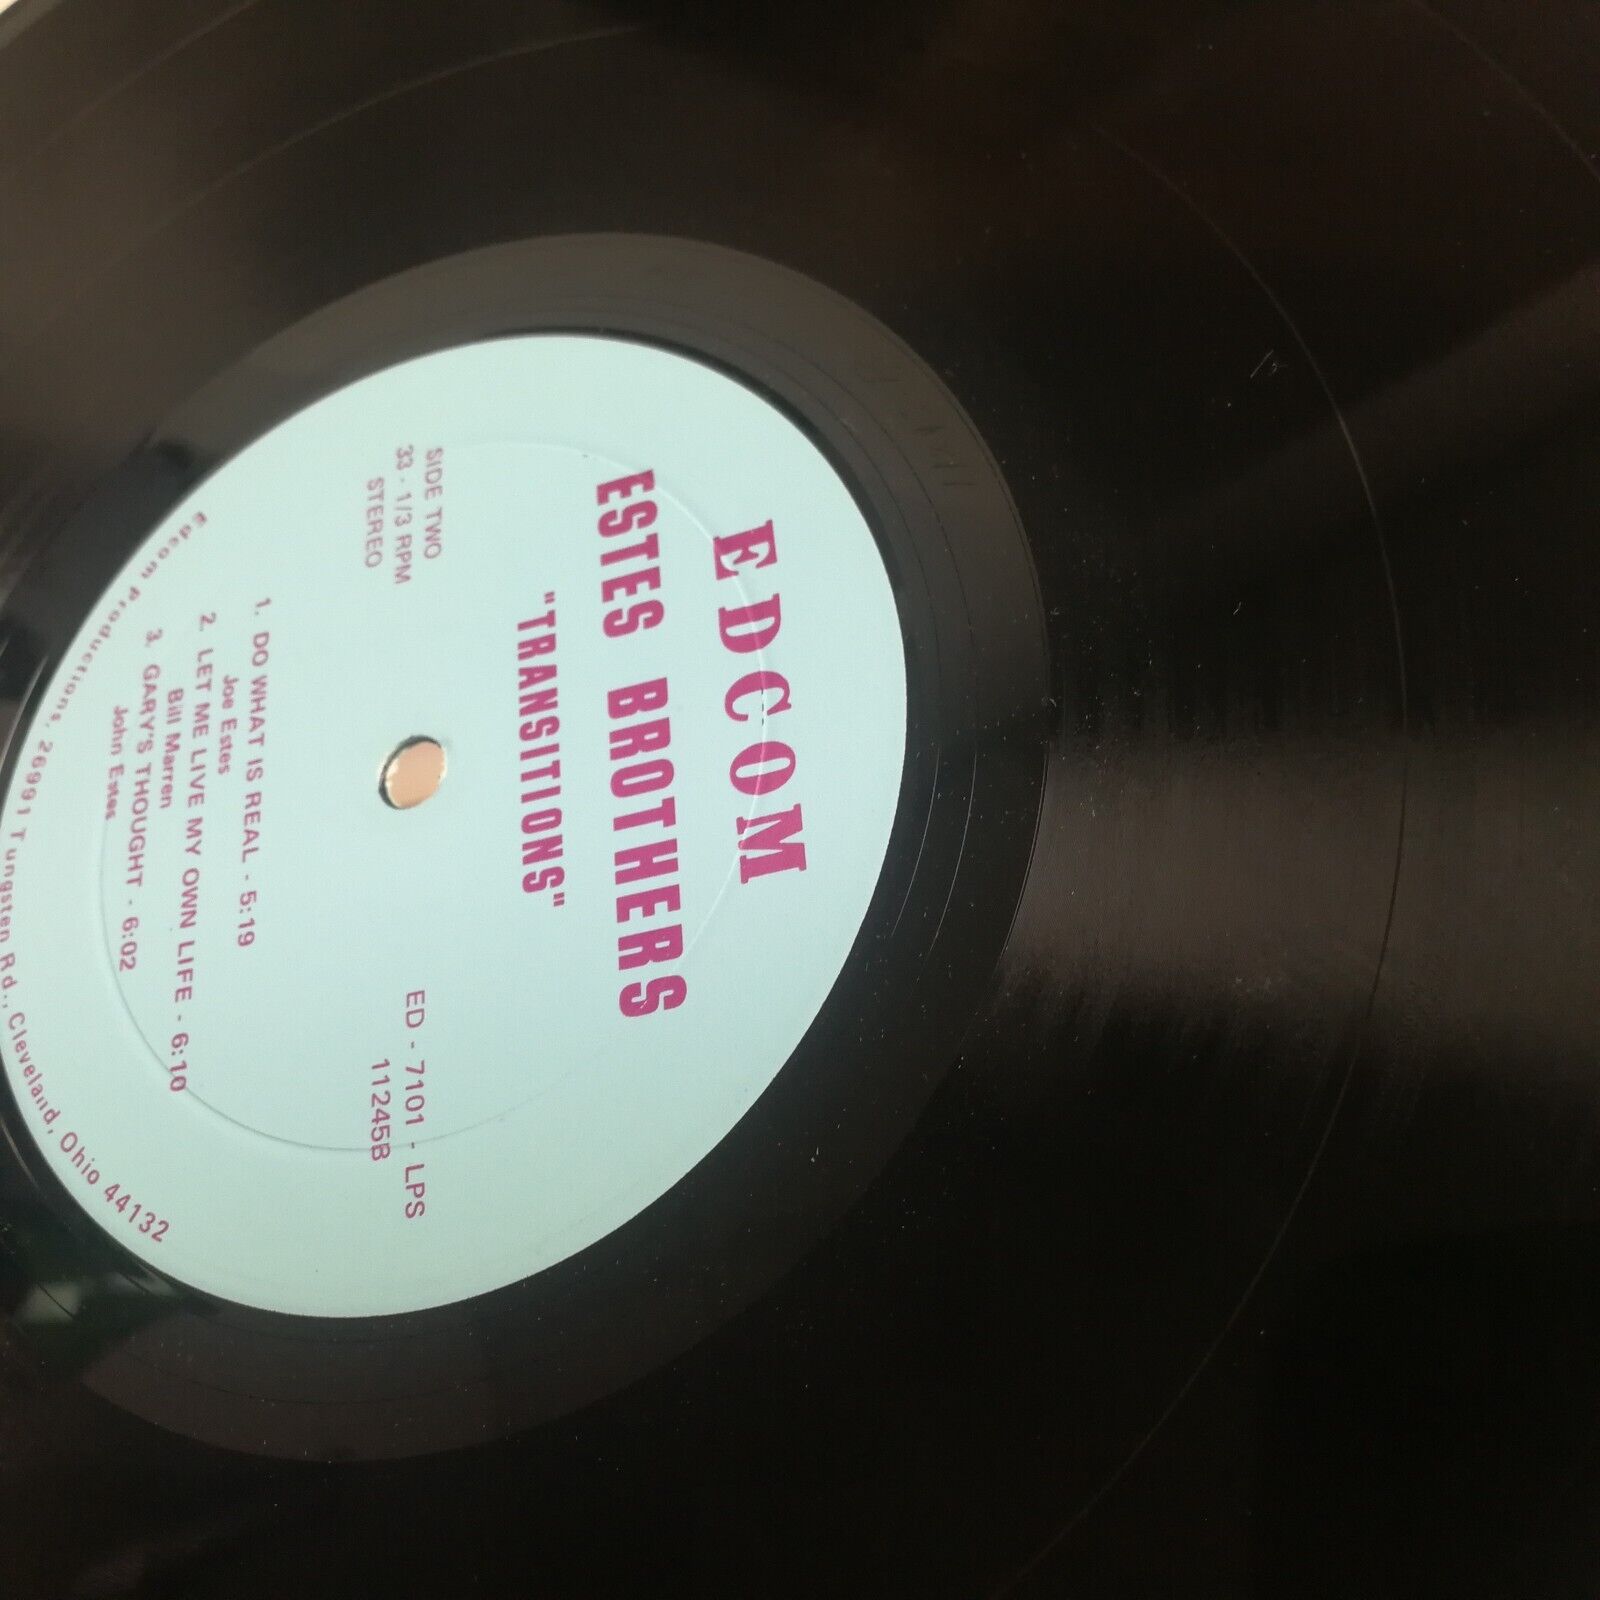 EDCOM
ESTES BROTHERS
"TRANSITIONS"
SIDE TWO
33 - 1/3 RPM
STEREO
ED - 7101 - LPS
11245B
1. DO WHAT IS REAL - 5:19
Joe Estes
2. LET ME LIVE MY OWN LIFE - 6:10
Bill Marren
3. GARY'S THOUGHT - 6:02
John Estes
Edcom Productions, 26991 Tungsten Rd., Cleveland, Ohio 44132